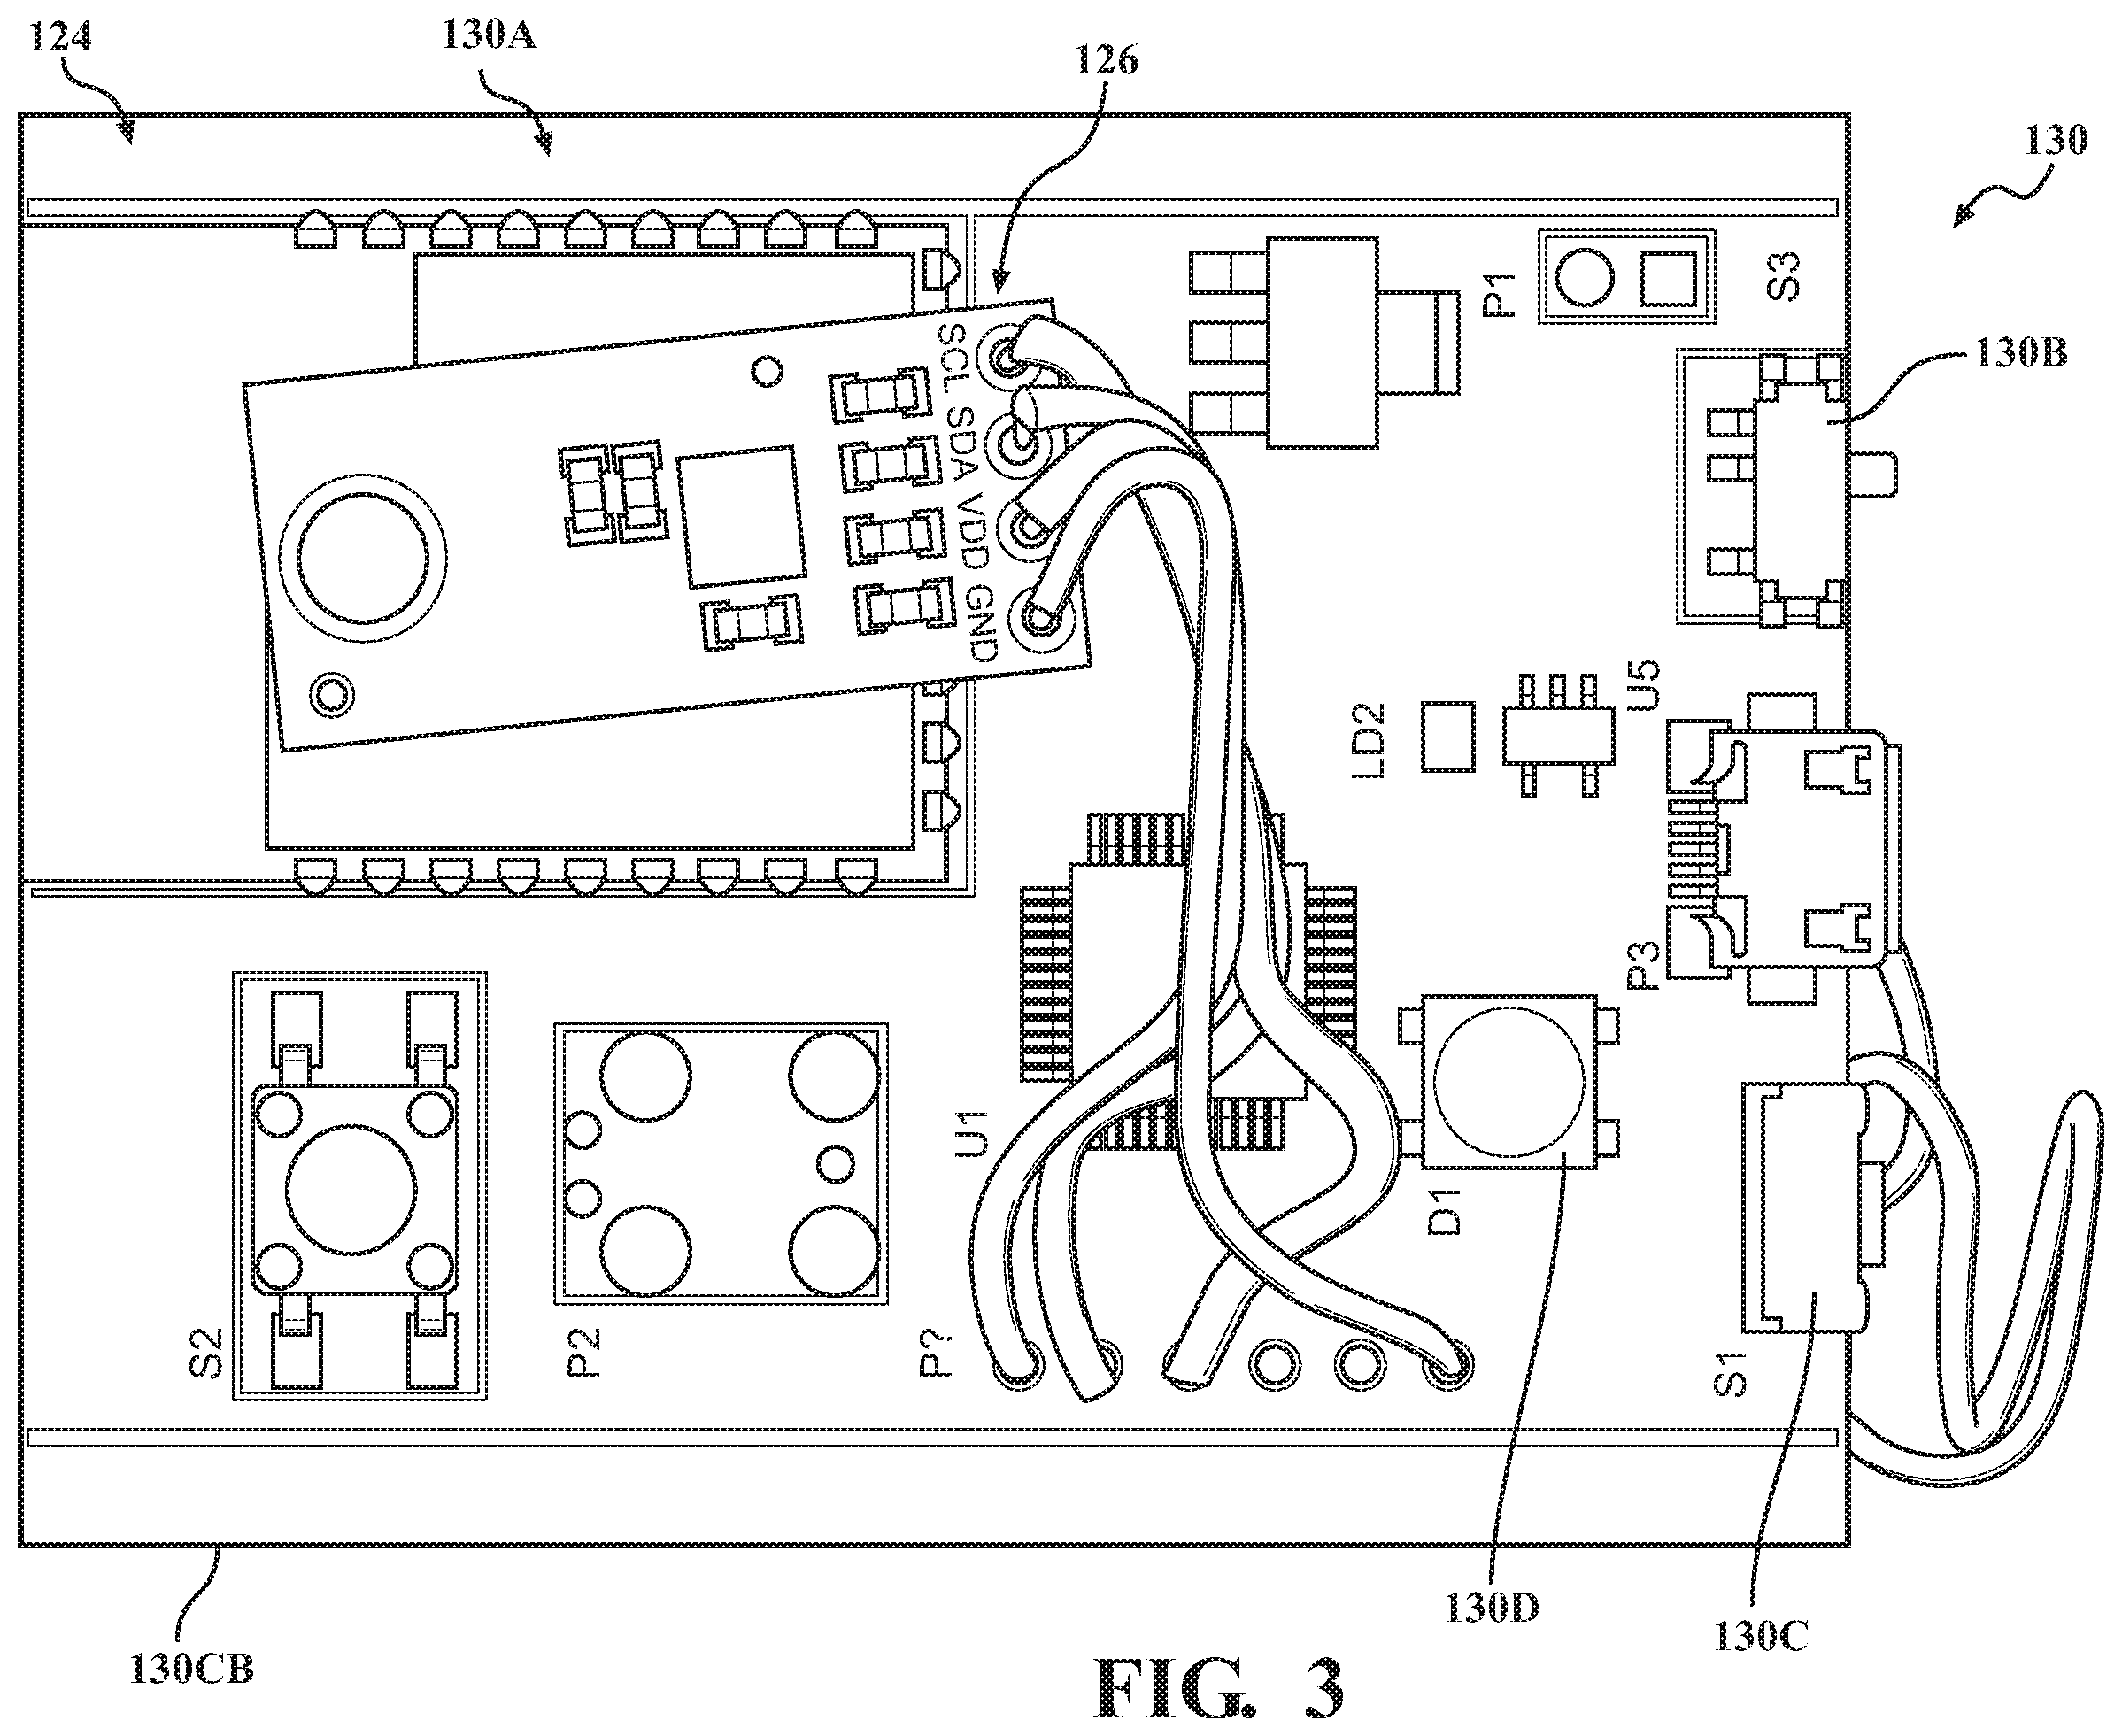 124
130A
126
130
P1
S3
130B
SCL SDA VDD GND
U5
LD2
P3
U1
D1
S2
P2
P?
S1
130CB
130D
130C
FIG. 3